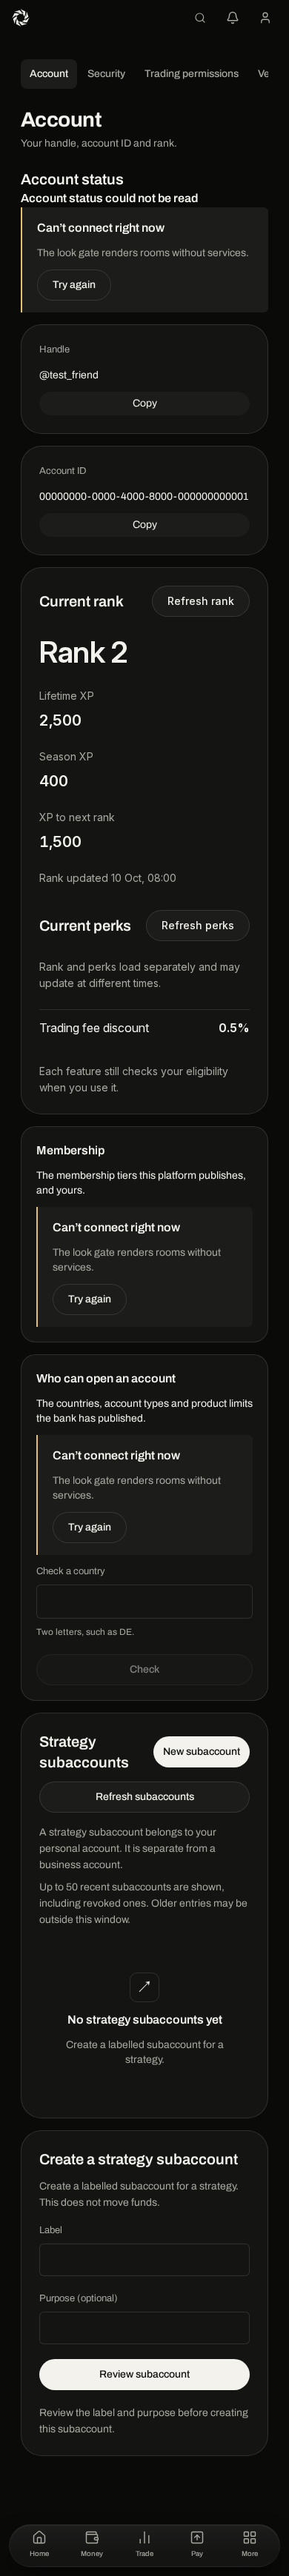 Account Security Trading permissions Ve
Account
Your handle, account ID and rank.
Account status
Account status could not be read
Can't connect right now
The look gate renders rooms without services.
Try again
Handle
@test_friend
Copy
Account ID
00000000-0000-4000-8000-000000000001
Copy
Current rank
Refresh rank
Rank 2
Lifetime XP
2,500
Season XP
400
XP to next rank
1,500
Rank updated 10 Oct, 08:00
Current perks
Refresh perks
Rank and perks load separately and may
update at different times.
Trading fee discount 0.5%
Each feature still checks your eligibility
when you use it.
Membership
The membership tiers this platform publishes,
and yours.
Can't connect right now
The look gate renders rooms without
services.
Try again
Who can open an account
The countries, account types and product limits
the bank has published.
Can't connect right now
The look gate renders rooms without
services.
Try again
Check a country
Two letters, such as DE.
Check
Strategy
subaccounts
New subaccount
Refresh subaccounts
A strategy subaccount belongs to your
personal account. It is separate from a
business account.
Up to 50 recent subaccounts are shown,
including revoked ones. Older entries may be
outside this window.
No strategy subaccounts yet
Create a labelled subaccount for a
strategy.
Create a strategy subaccount
Create a labelled subaccount for a strategy.
This does not move funds.
Label
Purpose (optional)
Review subaccount
Review the label and purpose before creating
this subaccount.
Home Money Trade Pay More